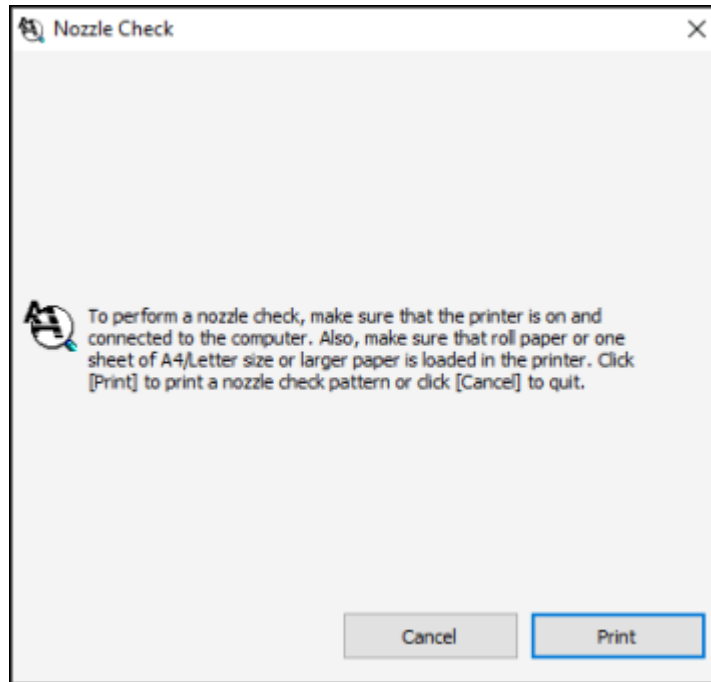 Nozzle Check
To perform a nozzle check, make sure that the printer is on and
connected to the computer. Also, make sure that roll paper or one
sheet of A4/Letter size or larger paper is loaded in the printer. Click
[Print] to print a nozzle check pattern or click [Cancel] to quit.
Cancel
Print